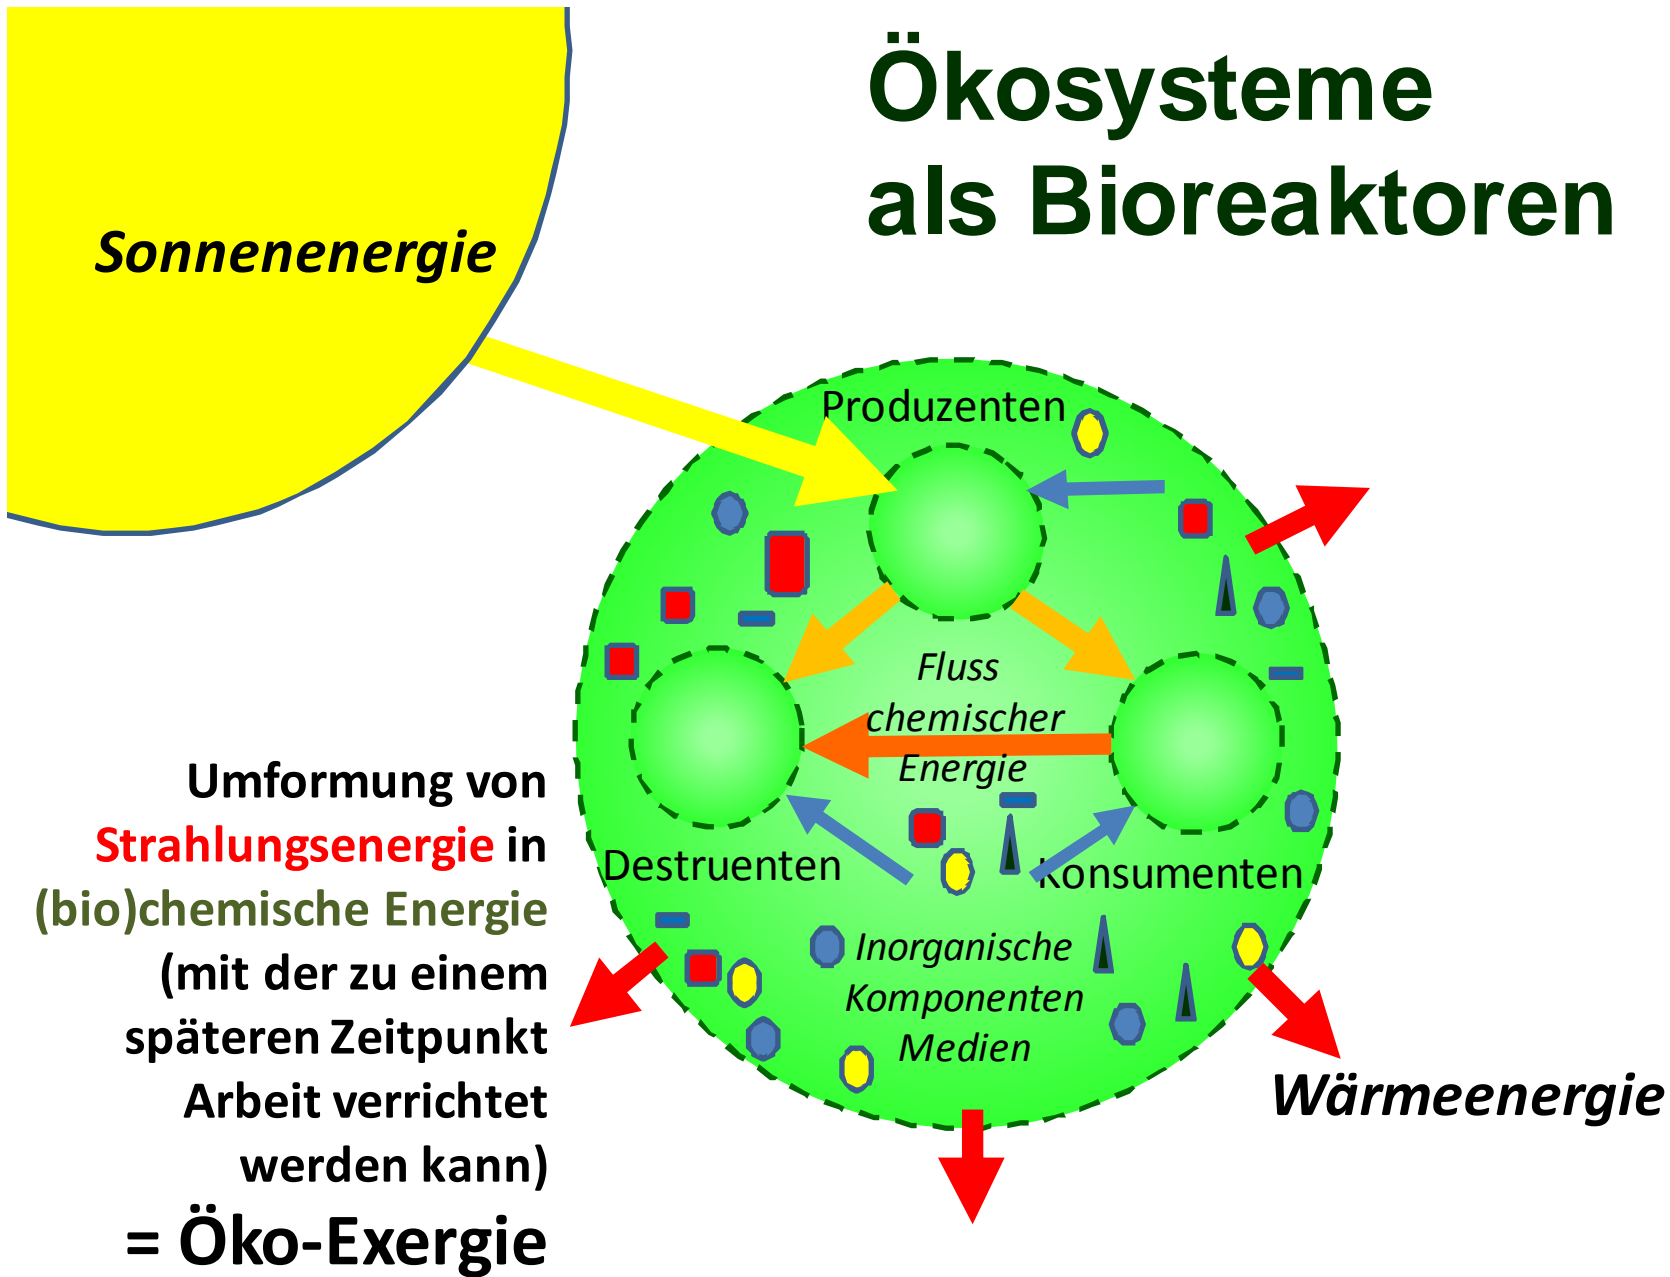 Ökosysteme
als Bioreaktoren
Sonnenenergie
Produzenten
Fluss
chemischer
Energie
Destruenten
Konsumenten
Inorganische
Komponenten
Medien
Wärmeenergie
Umformung von
Strahlungsenergie in
(bio)chemische Energie
(mit der zu einem
späteren Zeitpunkt
Arbeit verrichtet
werden kann)
= Öko-Exergie